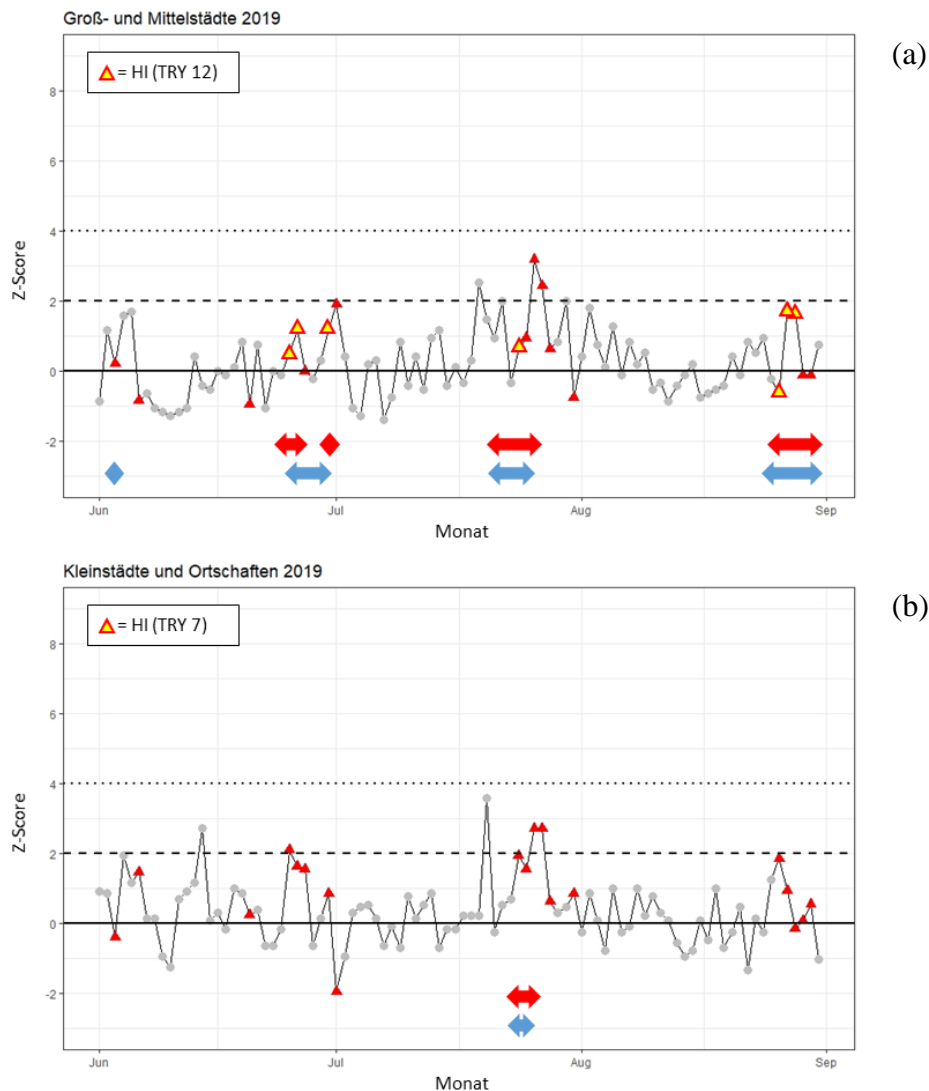 Groß- und Mittelstädte 2019
(a)
= HI (TRY 12)
8
6
4
2
0
-2
Z-Score
Jun
Jul
Aug
Sep
Monat
Kleinstädte und Ortschaften 2019
(b)
= HI (TRY 7)
8
6
4
2
0
-2
Z-Score
Jun
Jul
Aug
Sep
Monat